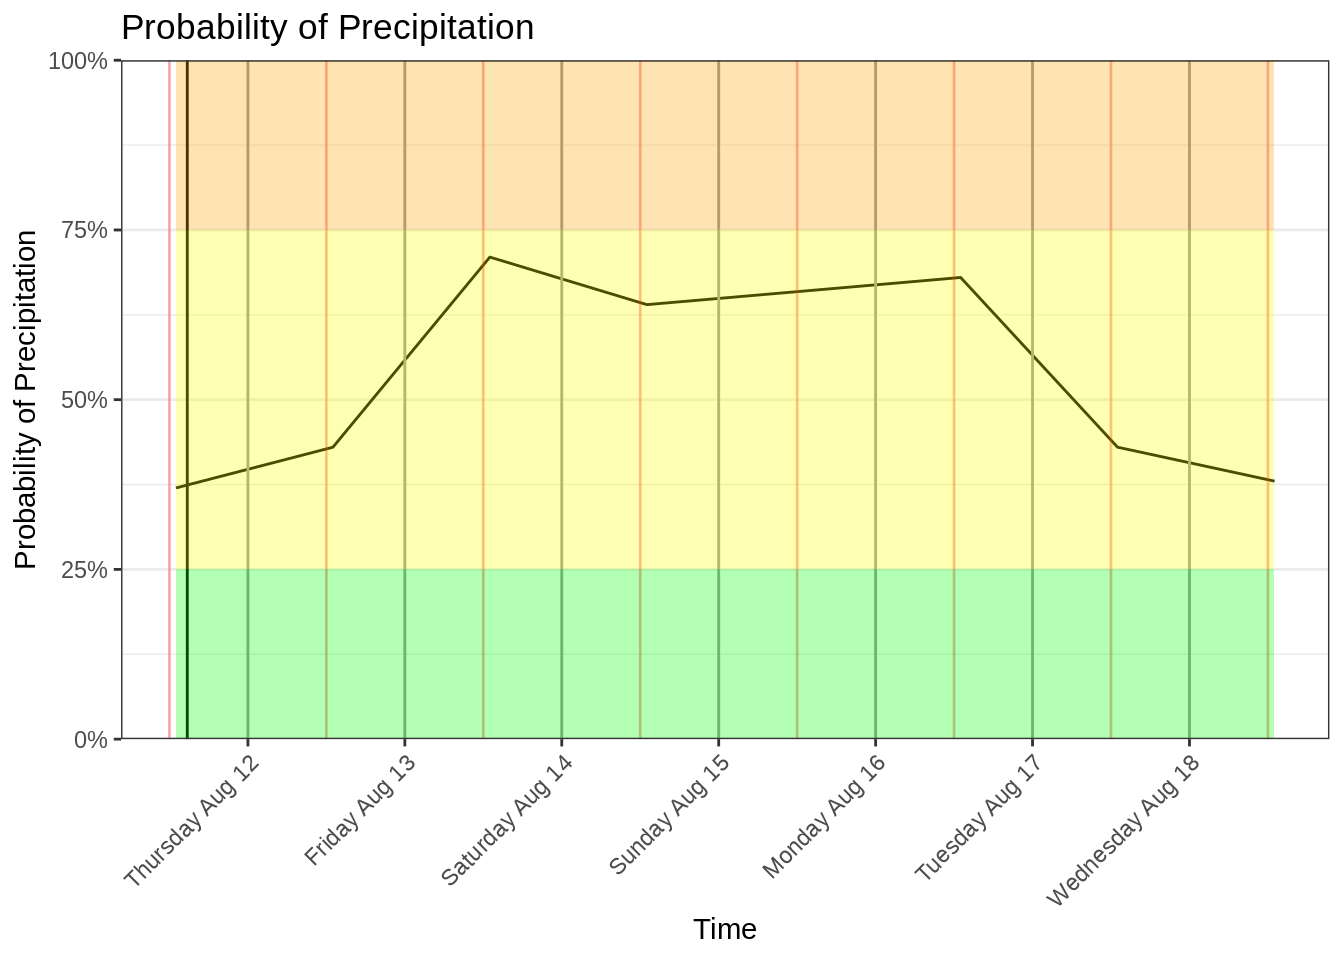 Probability of Precipitation
100%
75%
50%
25%
0%
Probability of Precipitation
Thursday Aug 12
Friday Aug 13
Saturday Aug 14
Sunday Aug 15
Monday Aug 16
Tuesday Aug 17
Wednesday Aug 18
Time